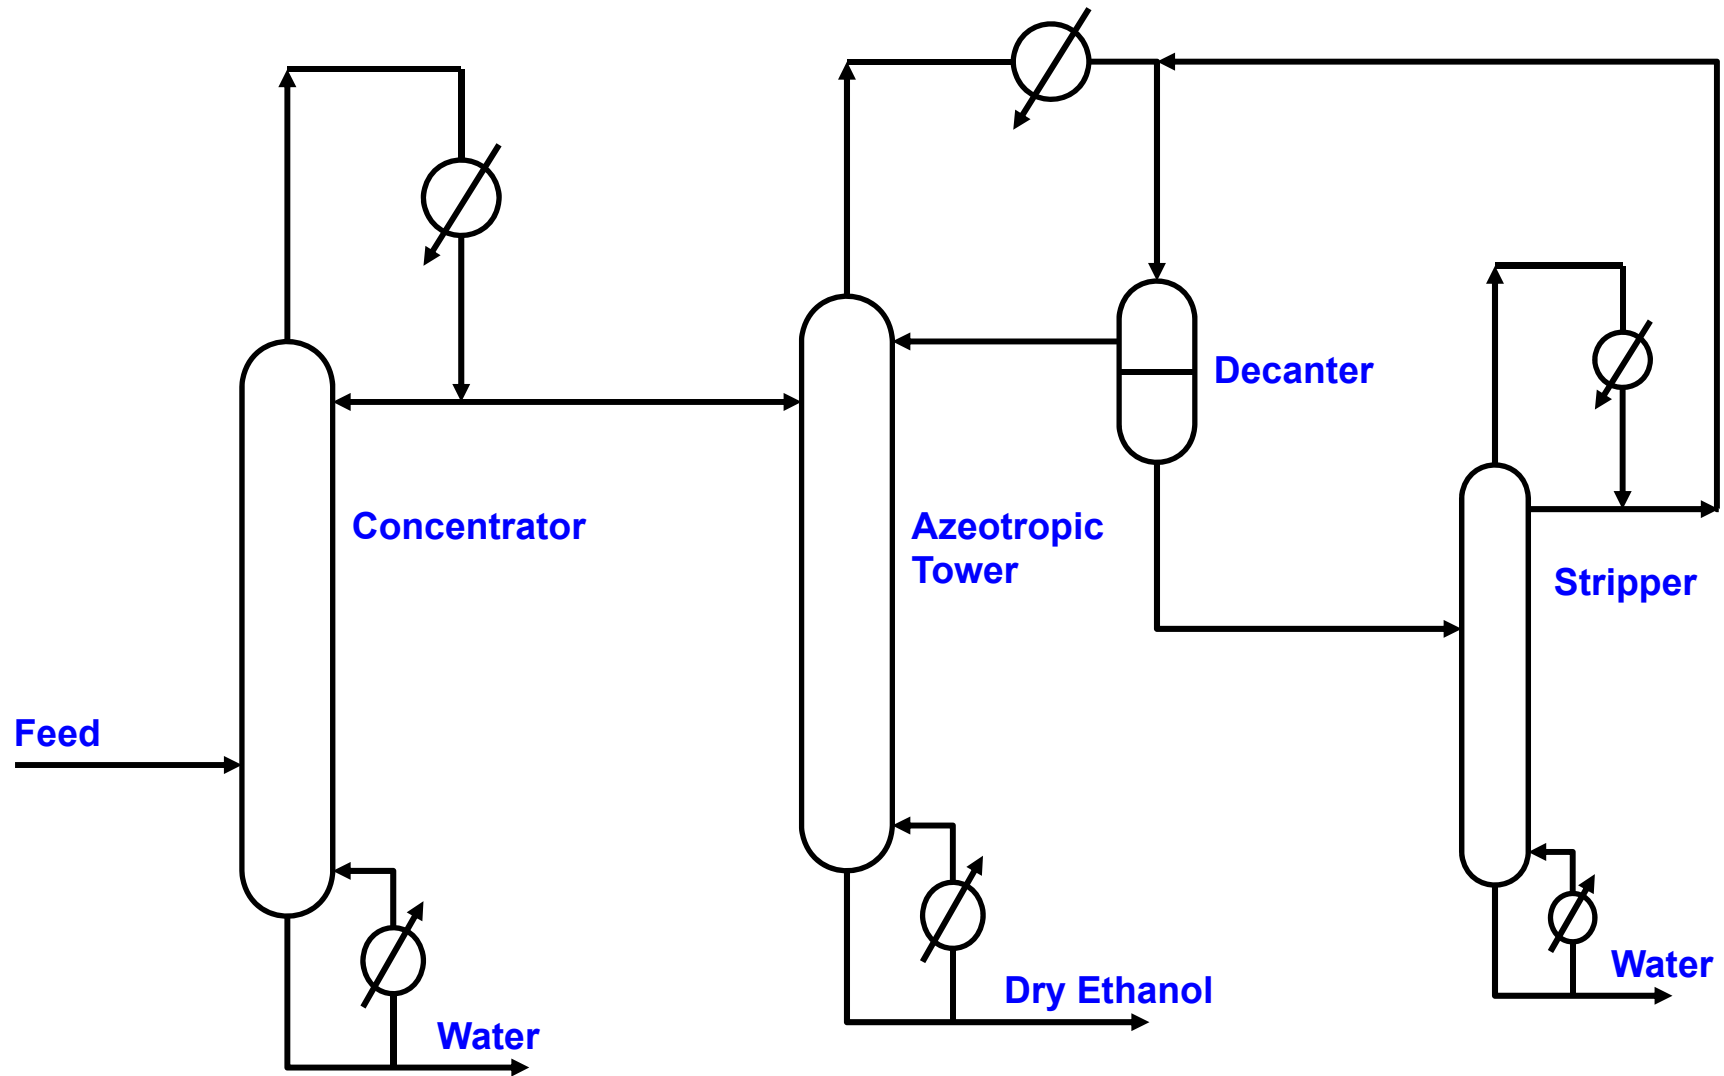 Decanter
Concentrator
Azeotropic
Tower
Stripper
Feed
Water
Dry Ethanol
Water